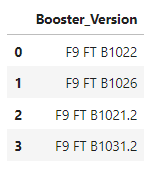 Booster_Version
0 F9 FT B1022
1 F9 FT B1026
2 F9 FT B1021.2
3 F9 FT B1031.2